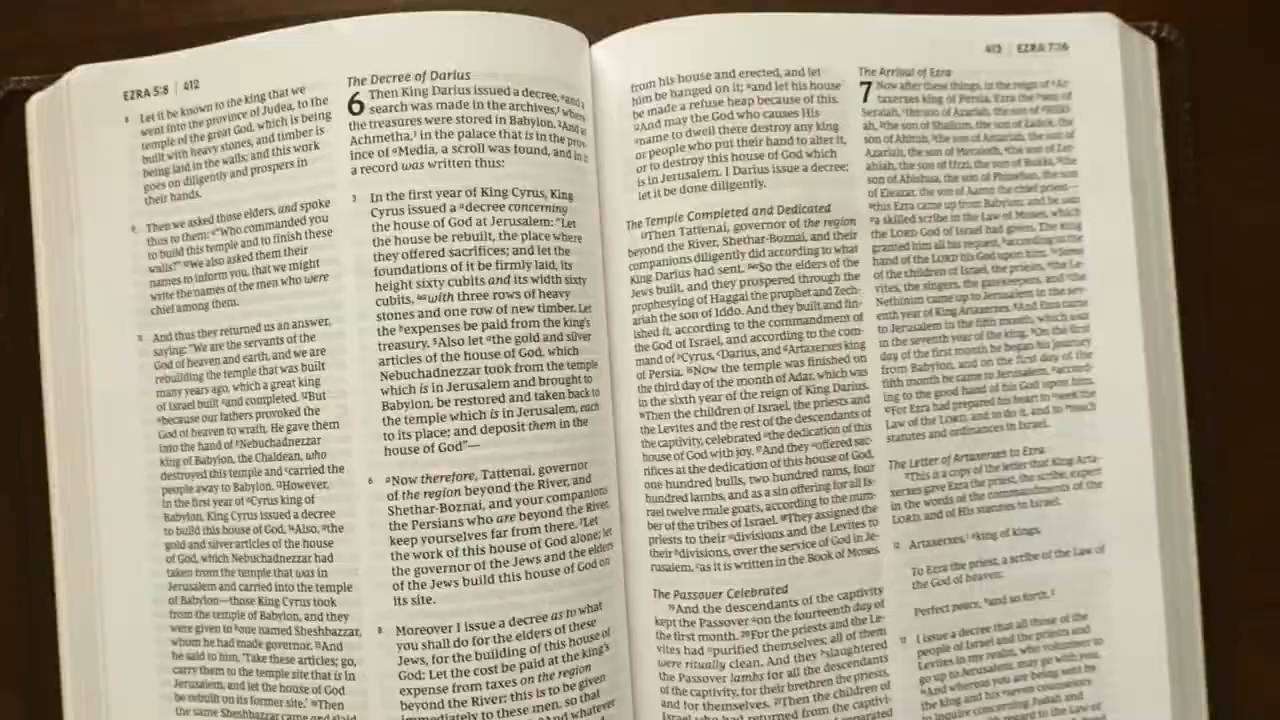 EZRA 5:8 | 412
8 Let it be known to the king that we
went into the province of Judea, to the
temple of the great God, which is being
built with heavy stones, and timber is
being laid in the walls; and this work
goes on diligently and prospers in
their hands.
9 Then we asked those elders, and spoke
thus to them: "Who commanded you
to build this temple and to finish these
walls?" We also asked them their
names to inform you, that we might
write the names of the men who were
chief among them.
11 And thus they returned us an answer,
saying: "We are the servants of the
God of heaven and earth, and we are
rebuilding the temple that was built
many years ago, which a great king
of Israel built and completed. But
because our fathers provoked the
God of heaven to wrath, He gave them
into the hand of Nebuchadnezzar
king of Babylon, the Chaldean, who
destroyed this temple and carried the
people away to Babylon. However,
in the first year of Cyrus king of
Babylon, King Cyrus issued a decree
to build this house of God. Also, the
gold and silver articles of the house
of God, which Nebuchadnezzar had
taken from the temple that was in
Jerusalem and carried into the temple
of Babylon—those King Cyrus took
from the temple of Babylon, and they
were given to one named Sheshbazzar,
whom he had made governor. And
he said to him, 'Take these articles; go,
carry them to the temple site that is in
Jerusalem, and let the house of God
be rebuilt on its former site.' Then
the same Sheshbazzar came and laid
The Decree of Darius
6 Then King Darius issued a decree, and a
search was made in the archives, where
the treasures were stored in Babylon. And at
Achmetha, in the palace that is in the prov-
ince of Media, a scroll was found, and in it
a record was written thus:
3 In the first year of King Cyrus, King
Cyrus issued a decree concerning
the house of God at Jerusalem: "Let
the house be rebuilt, the place where
they offered sacrifices; and let the
foundations of it be firmly laid, its
height sixty cubits and its width sixty
cubits, with three rows of heavy
stones and one row of new timber. Let
the expenses be paid from the king's
treasury. Also let the gold and silver
articles of the house of God, which
Nebuchadnezzar took from the temple
which is in Jerusalem and brought to
Babylon, be restored and taken back to
the temple which is in Jerusalem, each
to its place; and deposit them in the
house of God"—
6 Now therefore, Tattenai, governor
of the region beyond the River, and
Shethar-Boznai, and your companions
the Persians who are beyond the River,
keep yourselves far from there. Let
the work of this house of God alone; let
the governor of the Jews and the elders
of the Jews build this house of God on
its site.
8 Moreover I issue a decree as to what
you shall do for the elders of these
Jews, for the building of this house of
God: Let the cost be paid at the king's
expense from taxes on the region
beyond the River; this is to be given
immediately to these men, so that
And whatever
413 | EZRA 7:16
from his house and erected, and let
him be hanged on it; and let his house
be made a refuse heap because of this.
And may the God who causes His
name to dwell there destroy any king
or people who put their hand to alter it,
or to destroy this house of God which
is in Jerusalem. I Darius issue a decree;
let it be done diligently.
The Temple Completed and Dedicated
Then Tattenai, governor of the region
beyond the River, Shethar-Boznai, and their
companions diligently did according to what
King Darius had sent. So the elders of the
Jews built, and they prospered through the
prophesying of Haggai the prophet and Zech-
ariah the son of Iddo. And they built and fin-
ished it, according to the commandment of
the God of Israel, and according to the com-
mand of Cyrus, Darius, and Artaxerxes king
of Persia. Now the temple was finished on
the third day of the month of Adar, which was
in the sixth year of the reign of King Darius.
Then the children of Israel, the priests and
the Levites and the rest of the descendants of
the captivity, celebrated the dedication of this
house of God with joy. And they offered sac-
rifices at the dedication of this house of God,
one hundred bulls, two hundred rams, four
hundred lambs, and as a sin offering for all Is-
rael twelve male goats, according to the num-
ber of the tribes of Israel. They assigned the
priests to their divisions and the Levites to
their divisions, over the service of God in Je-
rusalem, as it is written in the Book of Moses.
The Passover Celebrated
And the descendants of the captivity
kept the Passover on the fourteenth day of
the first month. For the priests and the Le-
vites had purified themselves; all of them
were ritually clean. And they slaughtered
the Passover lambs for all the descendants
of the captivity, for their brethren the priests,
and for themselves. Then the children of
Israel who had returned from the captivi-
The Arrival of Ezra
7 Now after these things, in the reign of Ar-
taxerxes king of Persia, Ezra the son of
Seraiah, the son of Azariah, the son of Hilki-
ah, the son of Shallum, the son of Zadok, the
son of Ahitub, the son of Amariah, the son of
Azariah, the son of Meraioth, the son of Zer-
ahiah, the son of Uzzi, the son of Bukki, the
son of Abishua, the son of Phinehas, the son
of Eleazar, the son of Aaron the chief priest—
this Ezra came up from Babylon; and he was
a skilled scribe in the Law of Moses, which
the LORD God of Israel had given. The king
granted him all his request, according to the
hand of the LORD his God upon him. Some
of the children of Israel, the priests, the Le-
vites, the singers, the gatekeepers, and the
Nethinim came up to Jerusalem in the sev-
enth year of King Artaxerxes. And Ezra came
to Jerusalem in the fifth month, which was
in the seventh year of the king. On the first
day of the first month he began his journey
from Babylon, and on the first day of the
fifth month he came to Jerusalem, accord-
ing to the good hand of his God upon him.
For Ezra had prepared his heart to seek the
Law of the LORD, and to do it, and to teach
statutes and ordinances in Israel.
The Letter of Artaxerxes to Ezra
This is a copy of the letter that King Arta-
xerxes gave Ezra the priest, the scribe, expert
in the words of the commandments of the
LORD, and of His statutes to Israel:
12 Artaxerxes, king of kings,
To Ezra the priest, a scribe of the Law of
the God of heaven:
Perfect peace, and so forth.
13 I issue a decree that all those of the
people of Israel and the priests and
Levites in my realm, who volunteer to
go up to Jerusalem, may go with you.
And whereas you are being sent by
the king and his seven counselors
to inquire concerning Judah and
with regard to the Law of